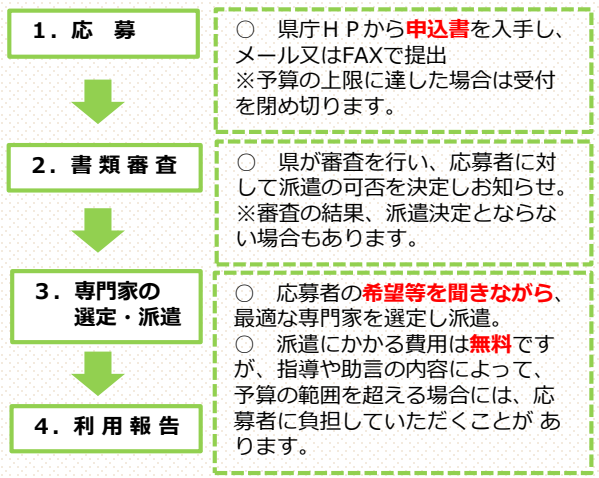 1．応　募
○　県庁ＨＰから申込書を入手し、
メール又はFAXで提出
※予算の上限に達した場合は受付
を閉め切ります。
2．書 類 審 査
○　県が審査を行い、応募者に対
して派遣の可否を決定しお知らせ。
※審査の結果、派遣決定とならな
い場合もあります。
3．専門家の
選定・派遣
○　応募者の希望等を聞きながら、
最適な専門家を選定し派遣。
○　派遣にかかる費用は無料です
が、指導や助言の内容によって、
予算の範囲を超える場合には、応
募者に負担していただくことが あ
ります。
4．利 用 報 告